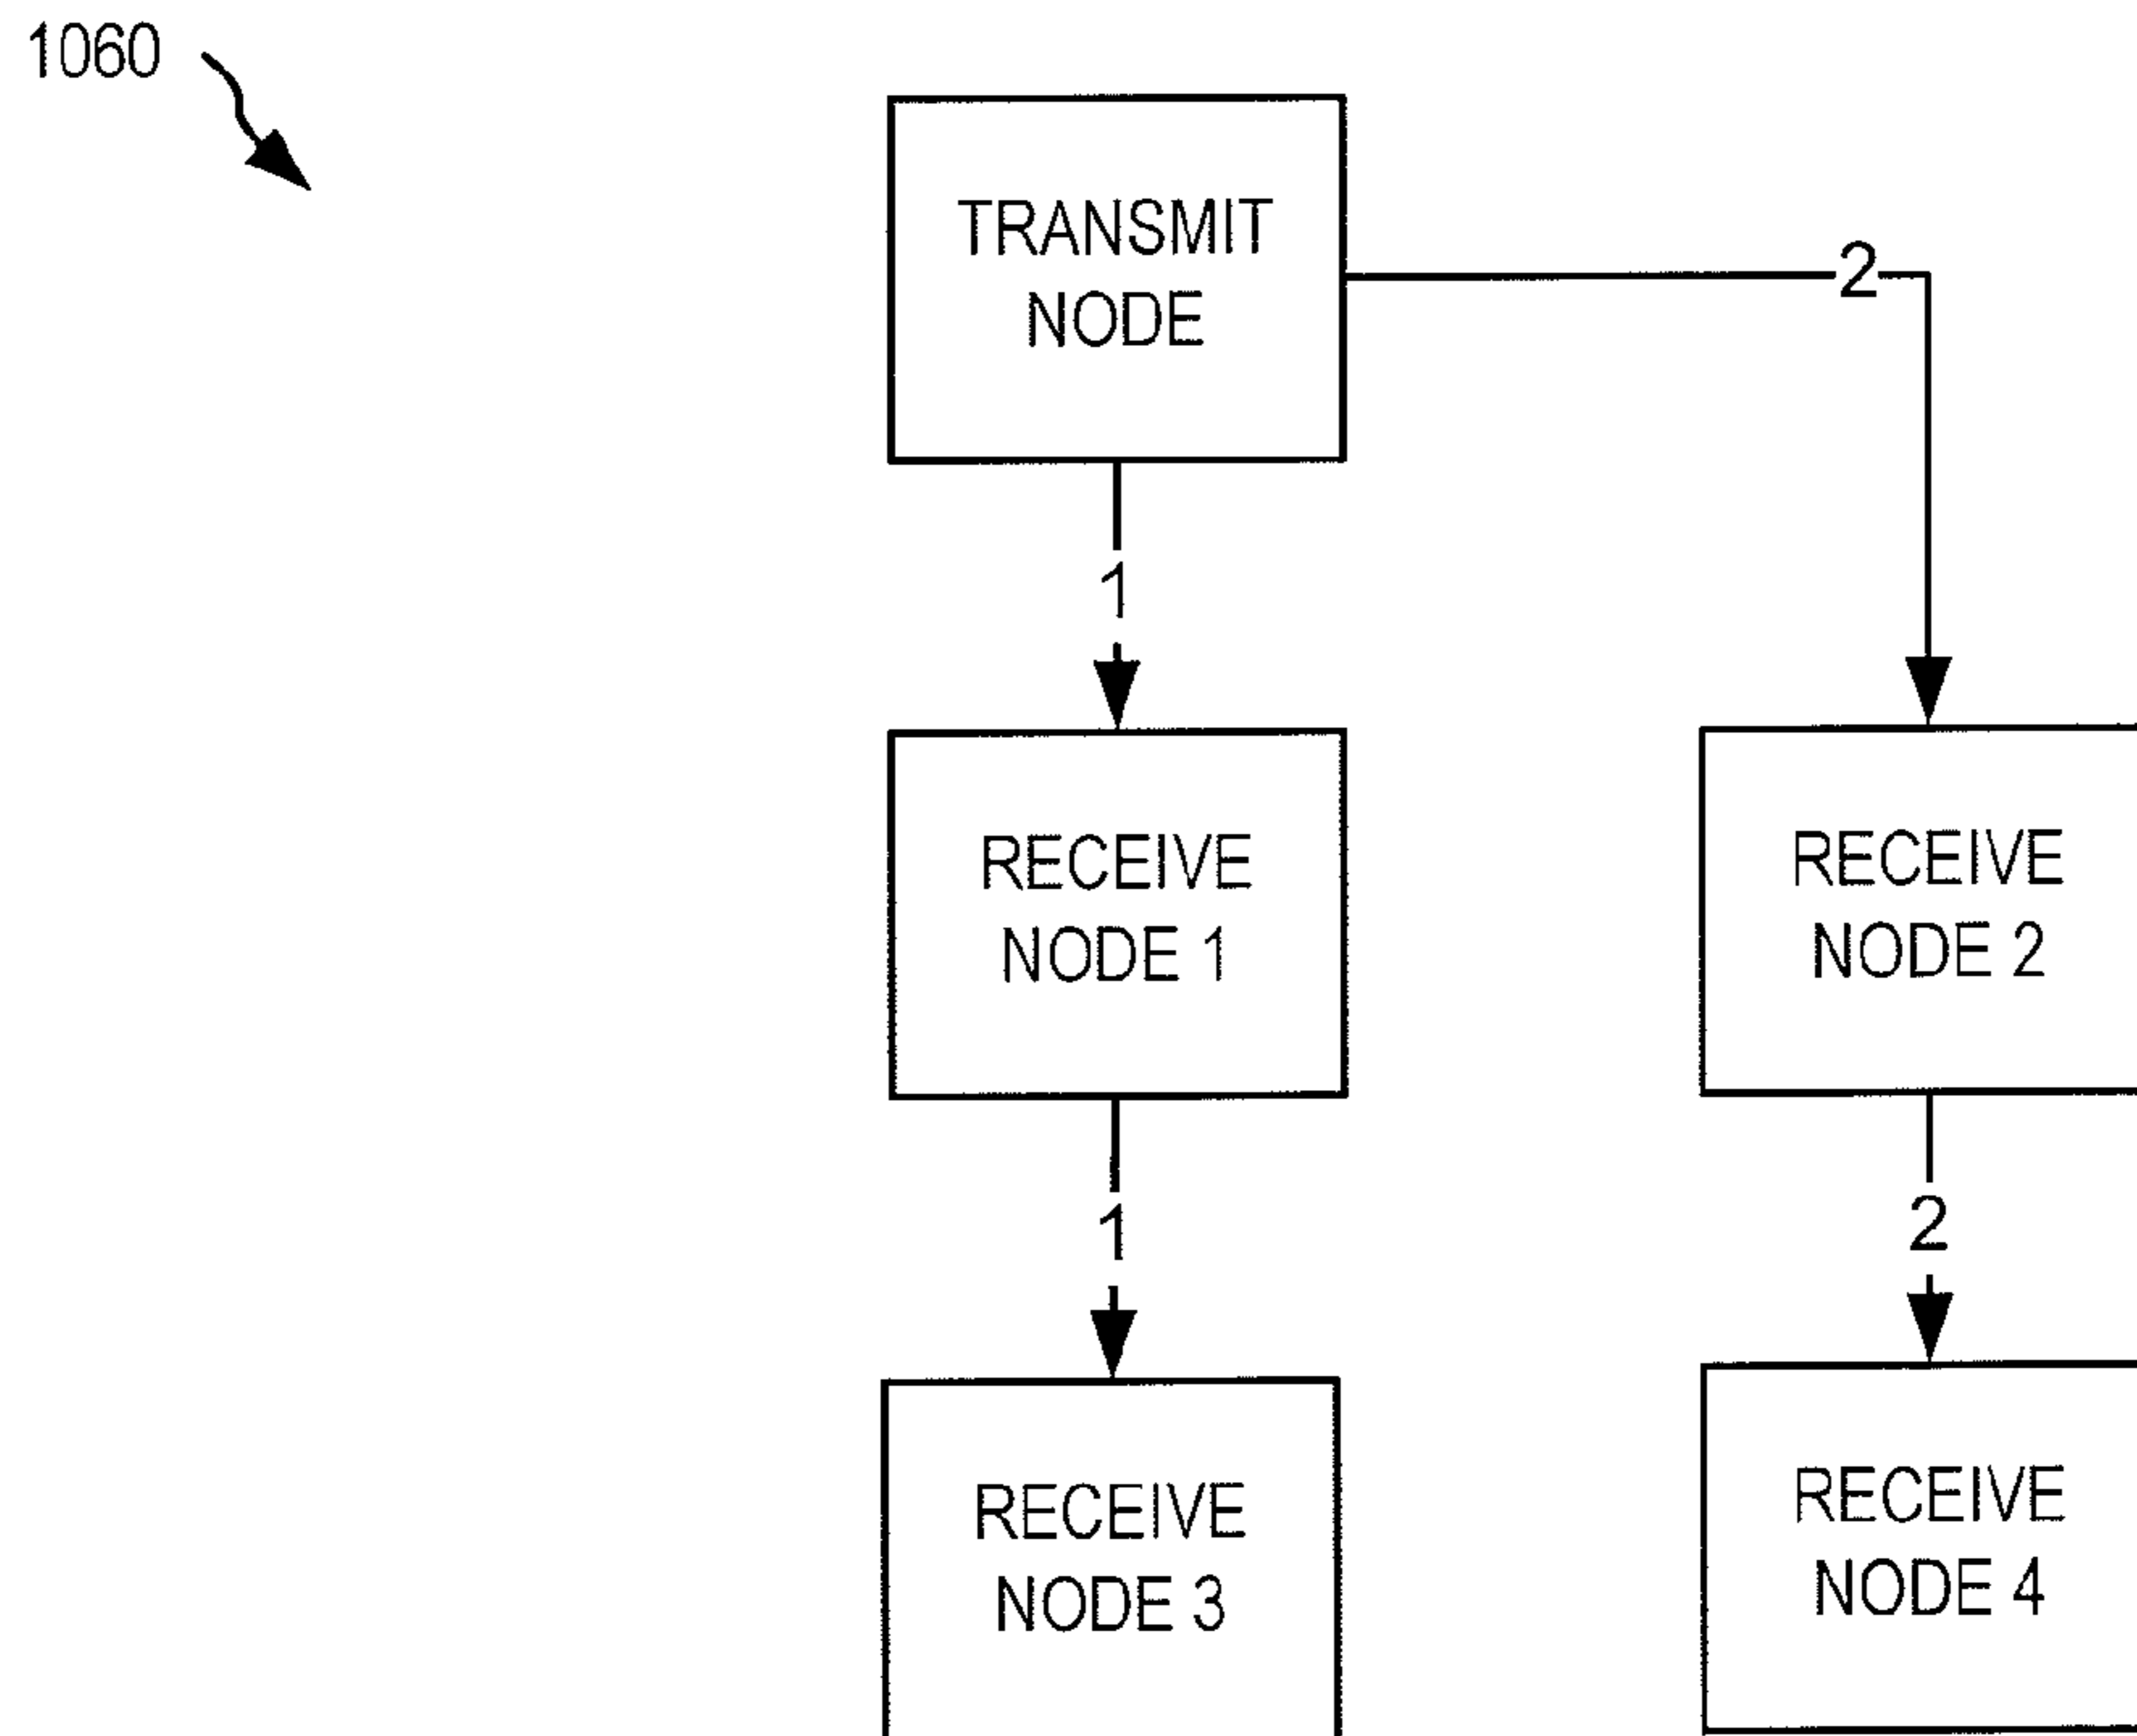 1060
TRANSMIT
NODE
2
1
RECEIVE
NODE 1
RECEIVE
NODE 2
1
2
RECEIVE
NODE 3
RECEIVE
NODE 4